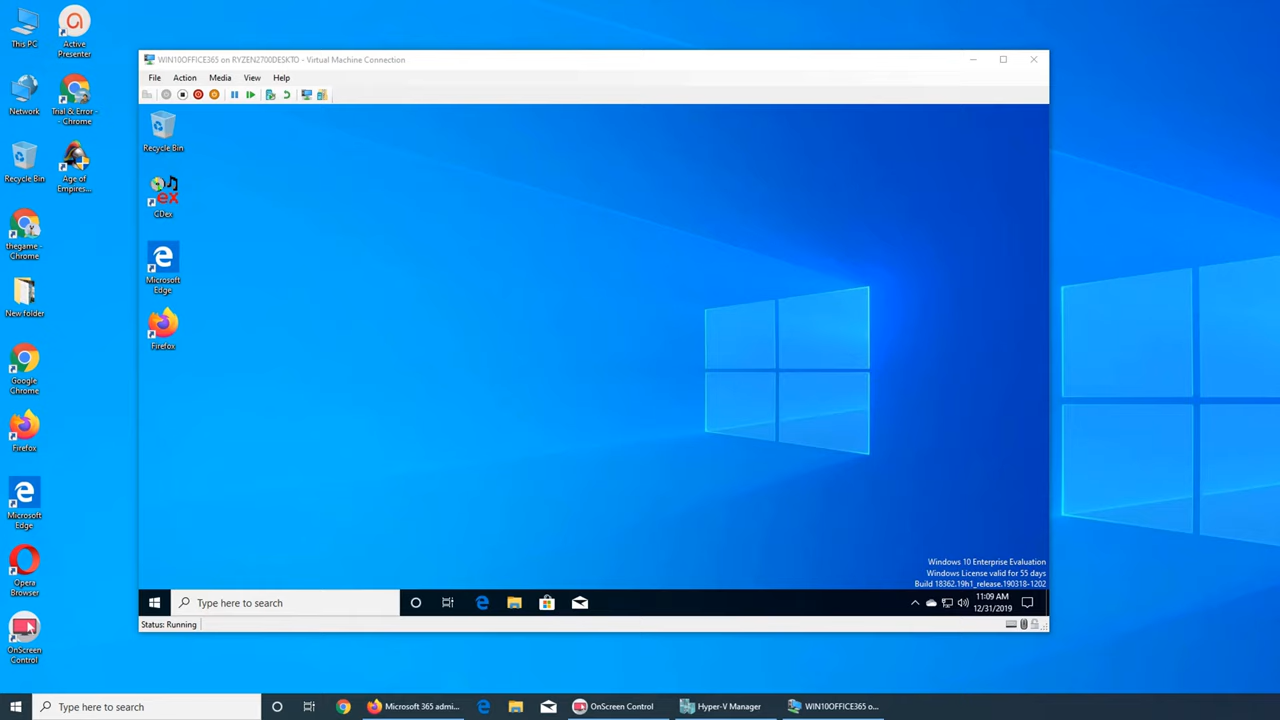 This PC
Active
Presenter
Network
Trial & Error -
Chrome
Recycle Bin
Age of
Empires...
thegame -
Chrome
New folder
Google
Chrome
Firefox
Microsoft
Edge
Opera
Browser
OnScreen
Control
WIN10OFFICE365 on RYZEN2700DESKTO - Virtual Machine Connection
File Action Media View Help
Recycle Bin
ex
CDex
Microsoft
Edge
Firefox
Windows 10 Enterprise Evaluation
Windows License valid for 55 days
Build 18362.19h1_release.190318-1202
Type here to search
11:09 AM
12/31/2019
Status: Running
Type here to search
Microsoft 365 admi...
OnScreen Control
Hyper-V Manager
WIN10OFFICE365 o...